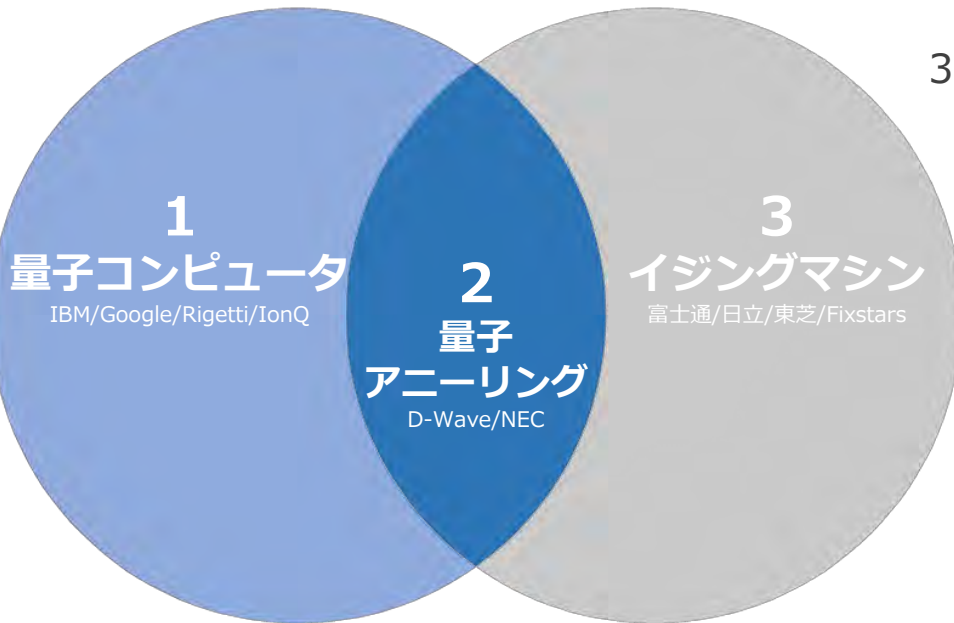 3
1
量子コンピュータ
IBM/Google/Rigetti/IonQ
2
量子
アニーリング
D-Wave/NEC
3
イジングマシン
富士通/日立/東芝/Fixstars